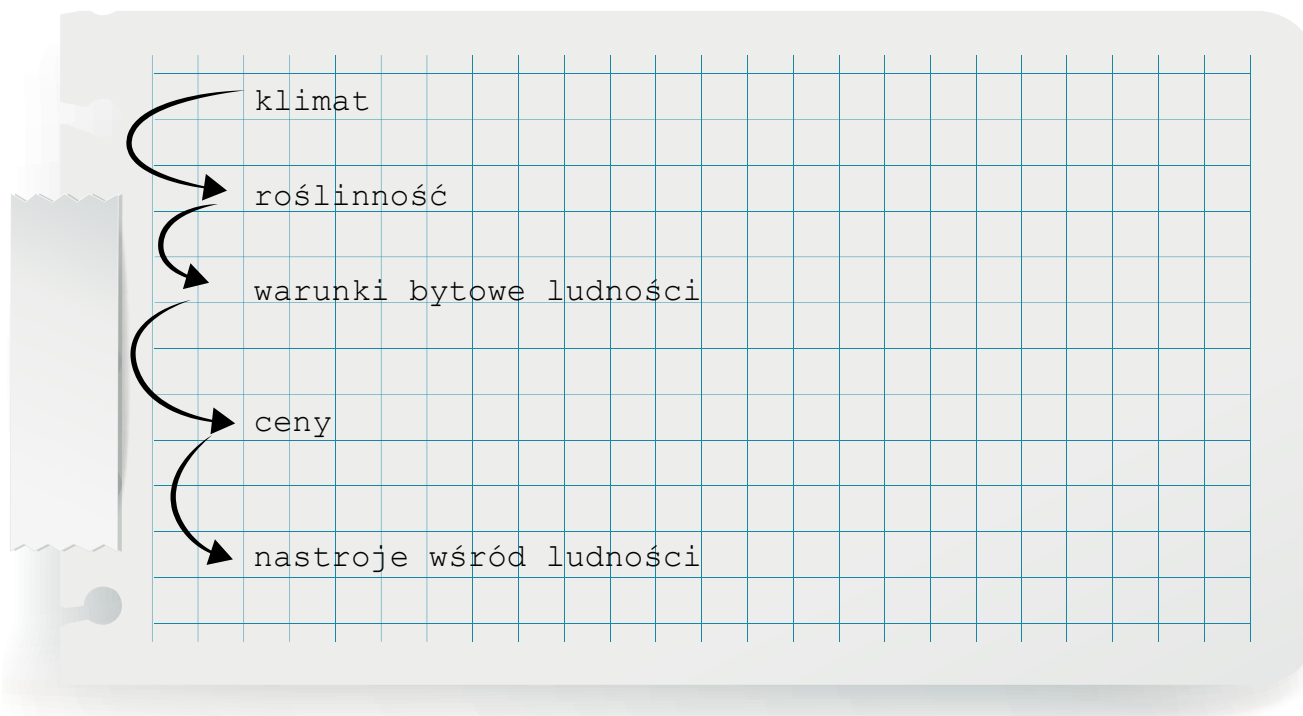 klimat
roślinność
warunki bytowe ludności
ceny
nastroje wśród ludności